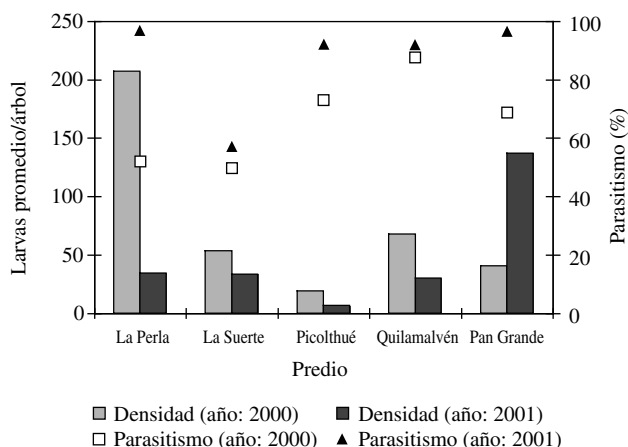 250
200
150
100
50
0
Larvas promedio/árbol
100
80
60
40
20
0
Parasitismo (%)
La Perla La Suerte Picolthué Quilamalvén Pan Grande
Predio
Densidad (año: 2000) Densidad (año: 2001)
Parasitismo (año: 2000) Parasitismo (año: 2001)